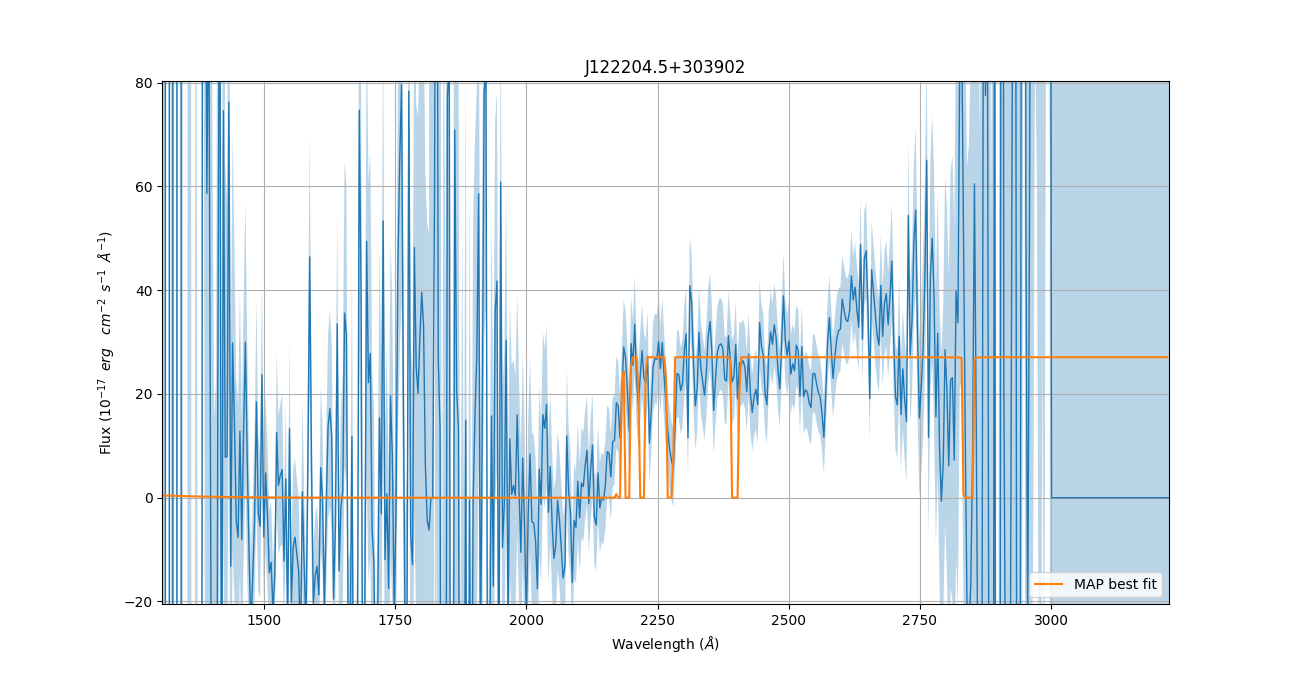 J122204.5+303902
Flux (10⁻¹⁷ erg cm⁻² s⁻¹ Å⁻¹)
80
60
40
20
0
−20
1500 1750 2000 2250 2500 2750 3000
Wavelength (Å)
MAP best fit